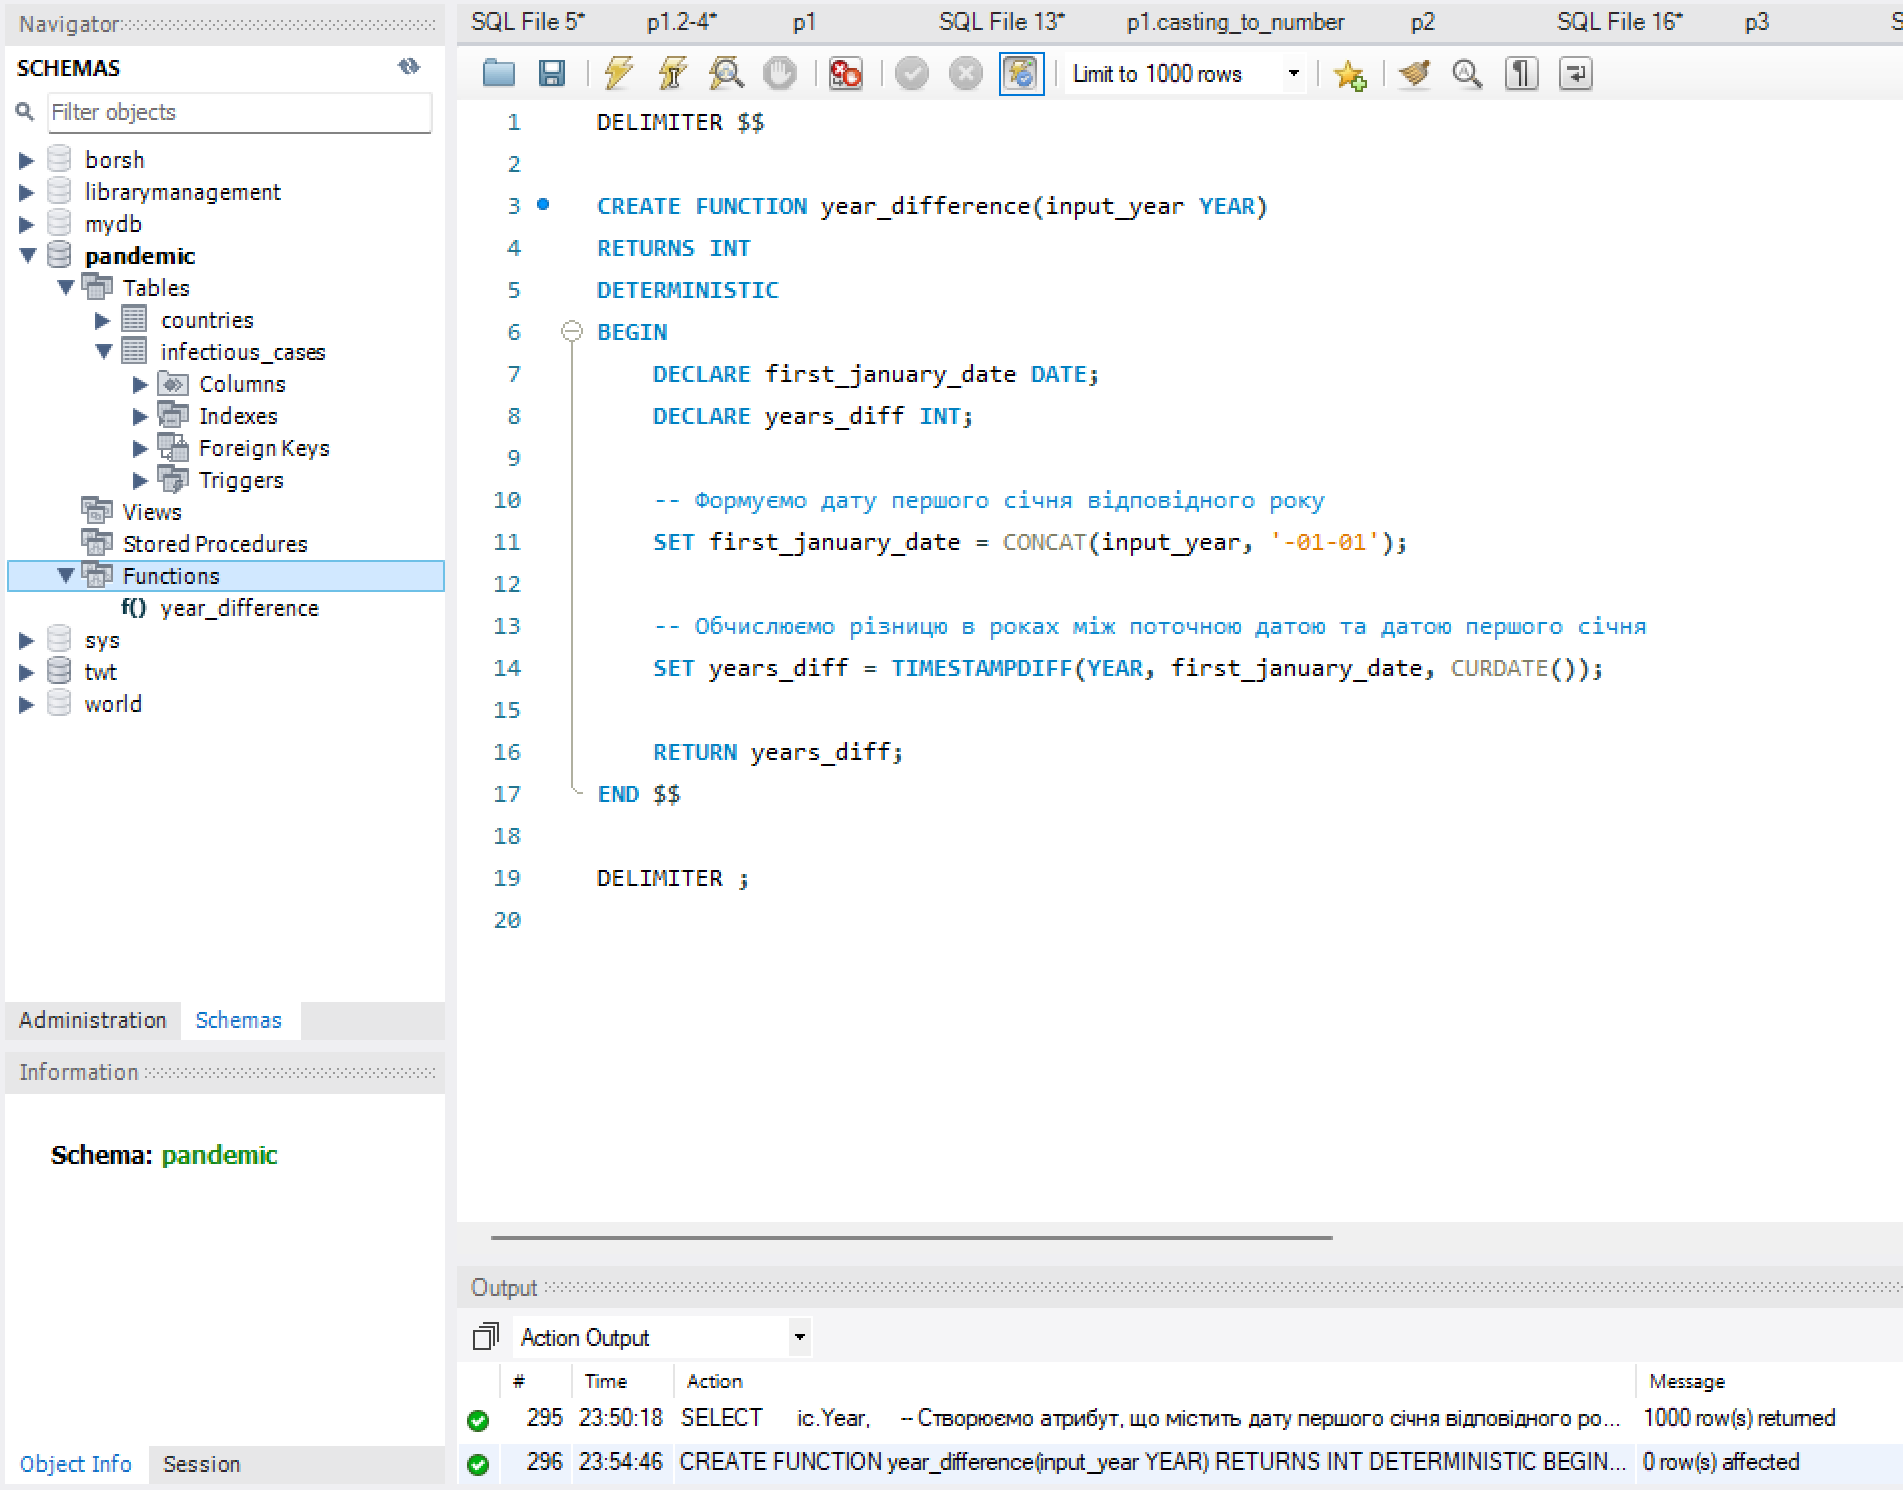 Navigator
SCHEMAS
Filter objects
borsh
librarymanagement
mydb
pandemic
Tables
countries
infectious_cases
Columns
Indexes
Foreign Keys
Triggers
Views
Stored Procedures
Functions
f() year_difference
sys
twt
world
Administration Schemas
Information
Schema: pandemic
Object Info Session
SQL File 5* p1.2-4* p1 SQL File 13* p1.casting_to_number p2 SQL File 16* p3 S
Limit to 1000 rows
1 DELIMITER $$
2
3 CREATE FUNCTION year_difference(input_year YEAR)
4 RETURNS INT
5 DETERMINISTIC
6 BEGIN
7 DECLARE first_january_date DATE;
8 DECLARE years_diff INT;
9
10 -- Формуємо дату першого січня відповідного року
11 SET first_january_date = CONCAT(input_year, '-01-01');
12
13 -- Обчислюємо різницю в роках між поточною датою та датою першого січня
14 SET years_diff = TIMESTAMPDIFF(YEAR, first_january_date, CURDATE());
15
16 RETURN years_diff;
17 END $$
18
19 DELIMITER ;
20
Output
Action Output
# Time Action Message
295 23:50:18 SELECT ic.Year, -- Створюємо атрибут, що містить дату першого січня відповідного ро... 1000 row(s) returned
296 23:54:46 CREATE FUNCTION year_difference(input_year YEAR) RETURNS INT DETERMINISTIC BEGIN... 0 row(s) affected